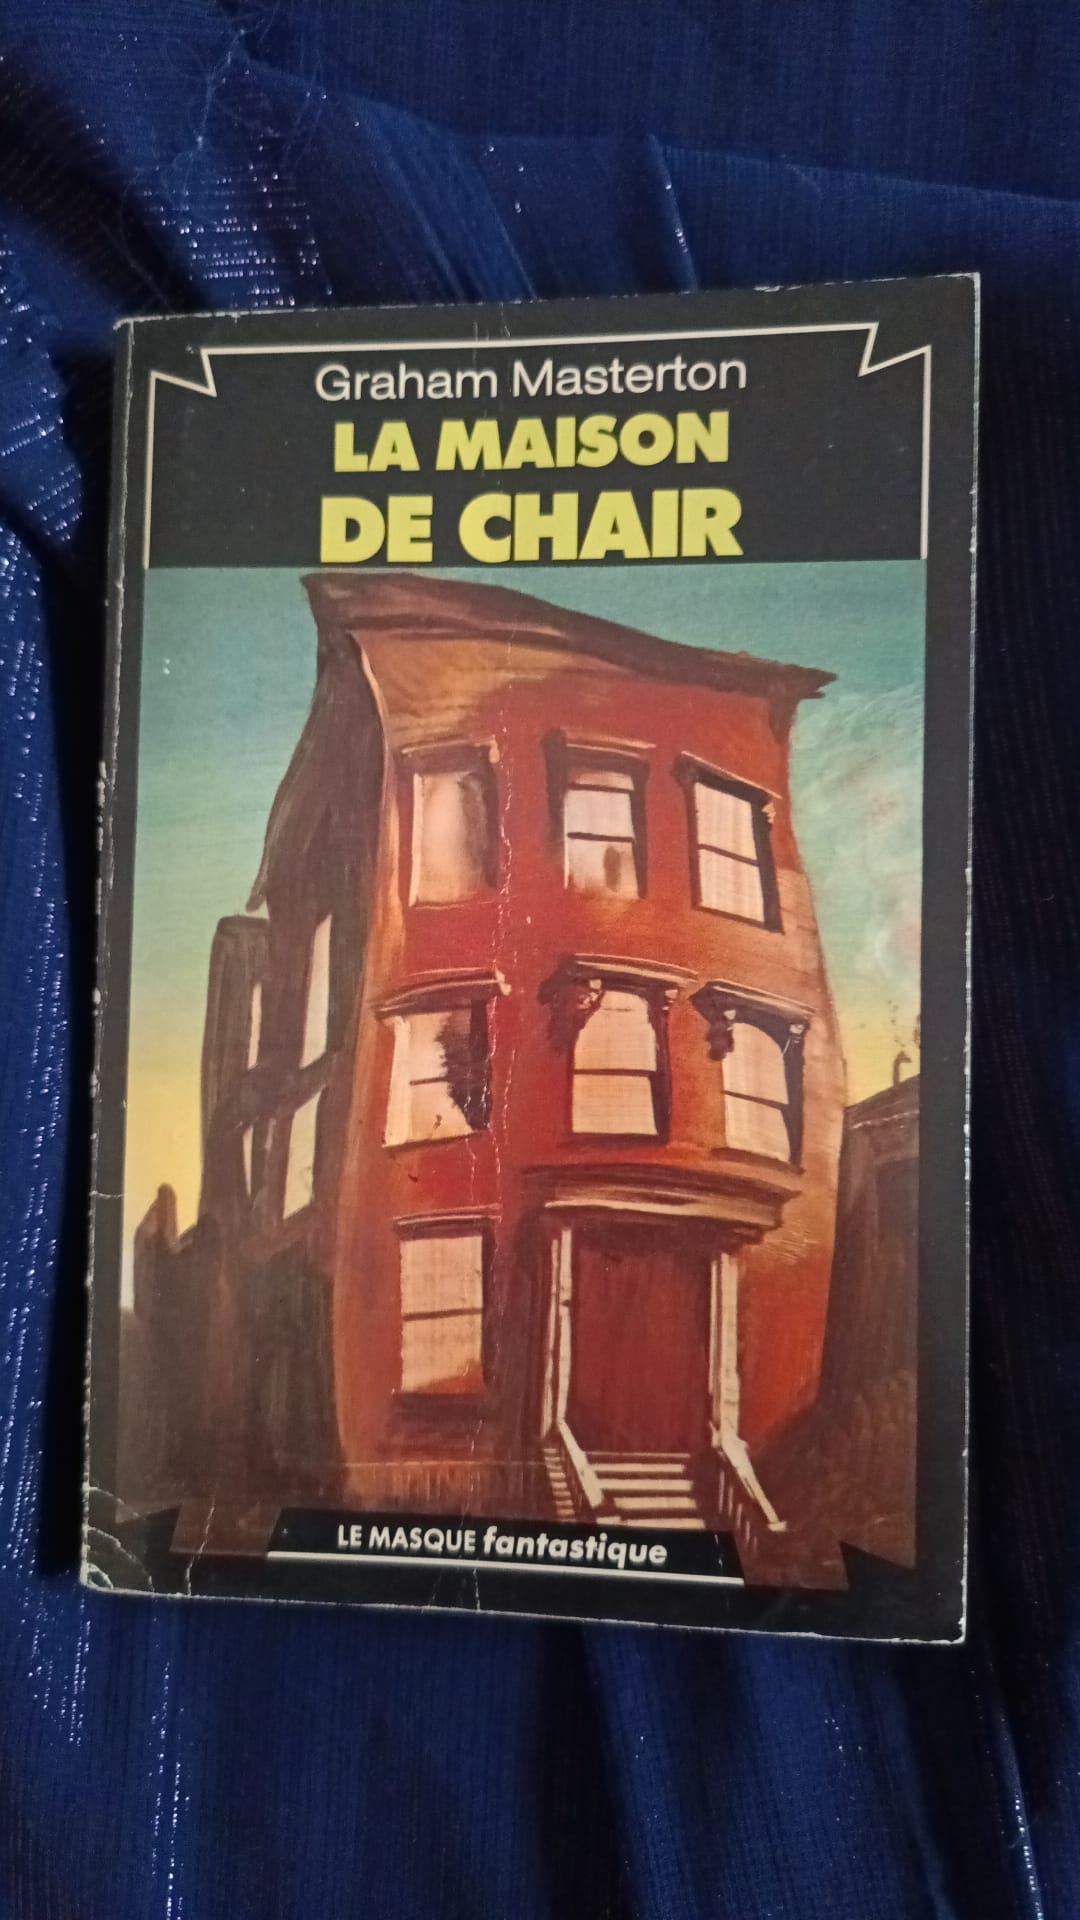 Graham Masterton
LA MAISON
DE CHAIR
LE MASQUE fantastique